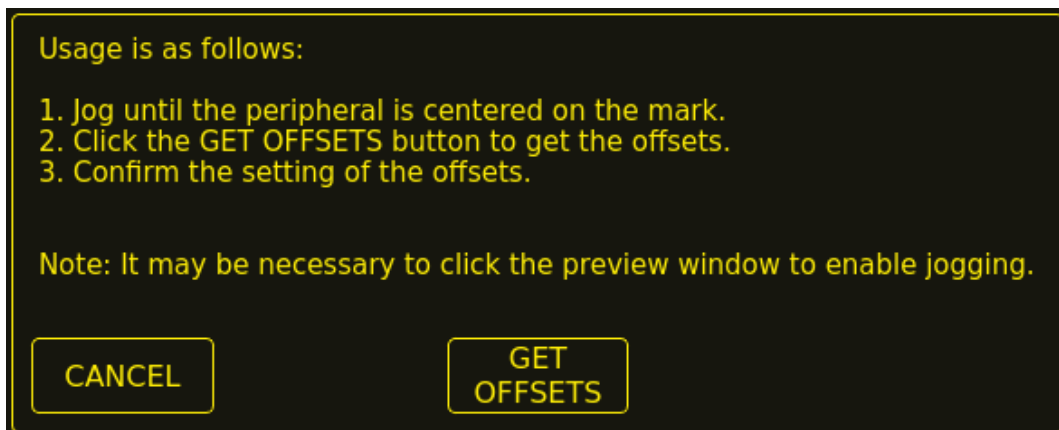 Usage is as follows:
1. Jog until the peripheral is centered on the mark.
2. Click the GET OFFSETS button to get the offsets.
3. Confirm the setting of the offsets.
Note: It may be necessary to click the preview window to enable jogging.
CANCEL
GET
OFFSETS